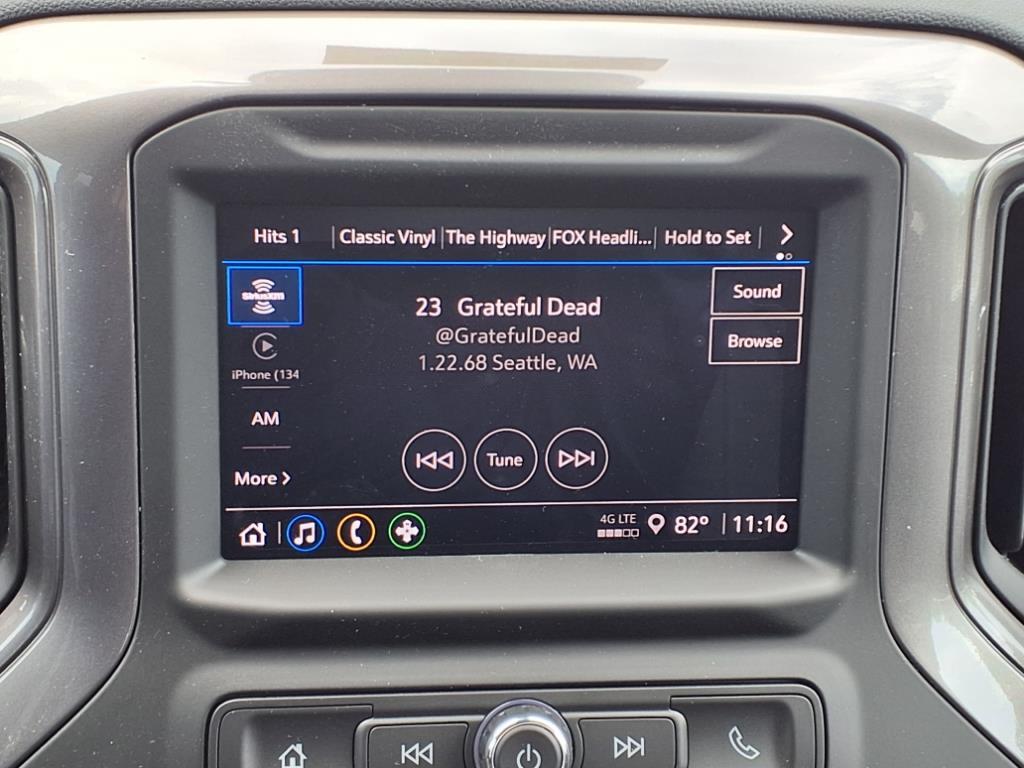 Hits 1 Classic Vinyl The Highway FOX Headli... Hold to Set
SiriusXM
23 Grateful Dead
Sound
@GratefulDead
Browse
1.22.68 Seattle, WA
iPhone (134
AM
Tune
More
4G LTE
82° 11:16